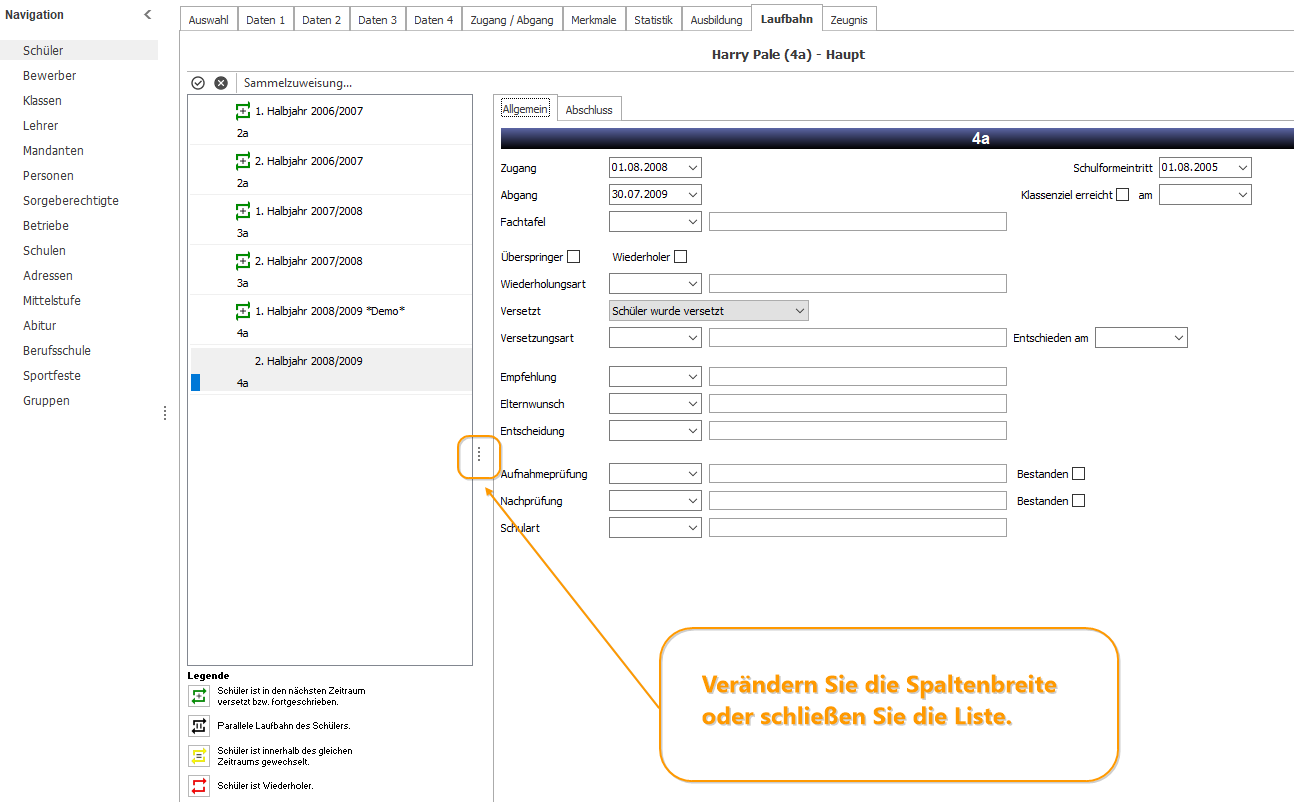 Navigation
Schüler
Bewerber
Klassen
Lehrer
Mandanten
Personen
Sorgeberechtigte
Betriebe
Schulen
Adressen
Mittelstufe
Abitur
Berufsschule
Sportfeste
Gruppen
Auswahl Daten 1 Daten 2 Daten 3 Daten 4 Zugang / Abgang Merkmale Statistik Ausbildung Laufbahn Zeugnis
Harry Pale (4a) - Haupt
Sammelzuweisung...
1. Halbjahr 2006/2007
2a
2. Halbjahr 2006/2007
2a
1. Halbjahr 2007/2008
3a
2. Halbjahr 2007/2008
3a
1. Halbjahr 2008/2009 *Demo*
4a
2. Halbjahr 2008/2009
4a
Legende
Schüler ist in den nächsten Zeitraum
versetzt bzw. fortgeschrieben.
Parallele Laufbahn des Schülers.
Schüler ist innerhalb des gleichen
Zeitraums gewechselt.
Schüler ist Wiederholer.
Allgemein Abschluss
4a
Zugang 01.08.2008 Schulformeintritt 01.08.2005
Abgang 30.07.2009 Klassenziel erreicht am
Fachtafel
Überspringer Wiederholer
Wiederholungsart
Versetzt Schüler wurde versetzt
Versetzungsart Entschieden am
Empfehlung
Elternwunsch
Entscheidung
Aufnahmeprüfung Bestanden
Nachprüfung Bestanden
Schulart
Verändern Sie die Spaltenbreite
oder schließen Sie die Liste.